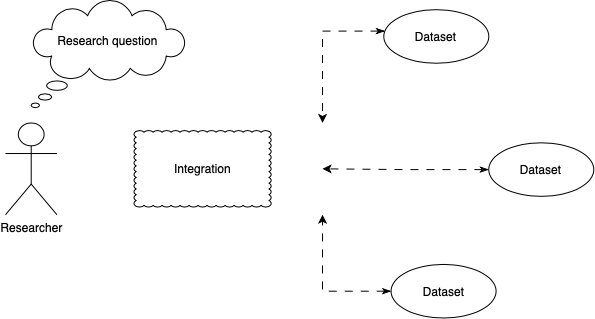 Research question
Dataset
Integration
Dataset
Researcher
Dataset